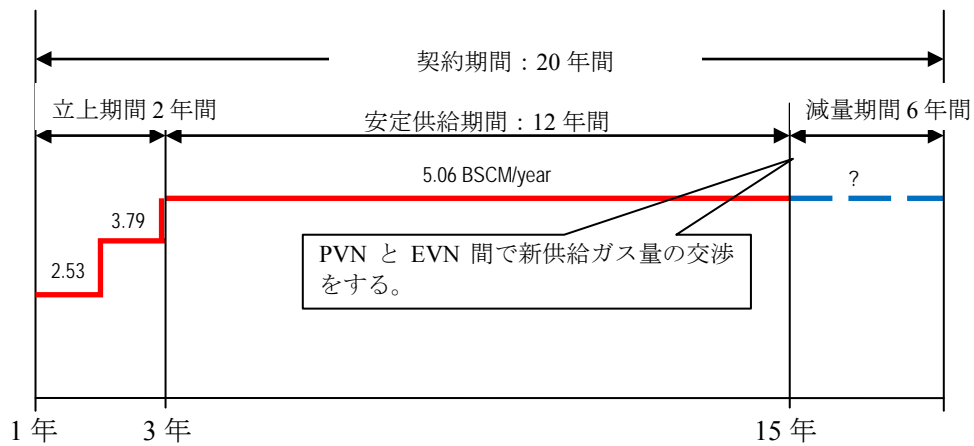 契約期間：20 年間
立上期間 2 年間
安定供給期間：12 年間
減量期間 6 年間
5.06 BSCM/year
?
3.79
2.53
PVN と EVN 間で新供給ガス量の交渉
をする。
1 年
3 年
15 年